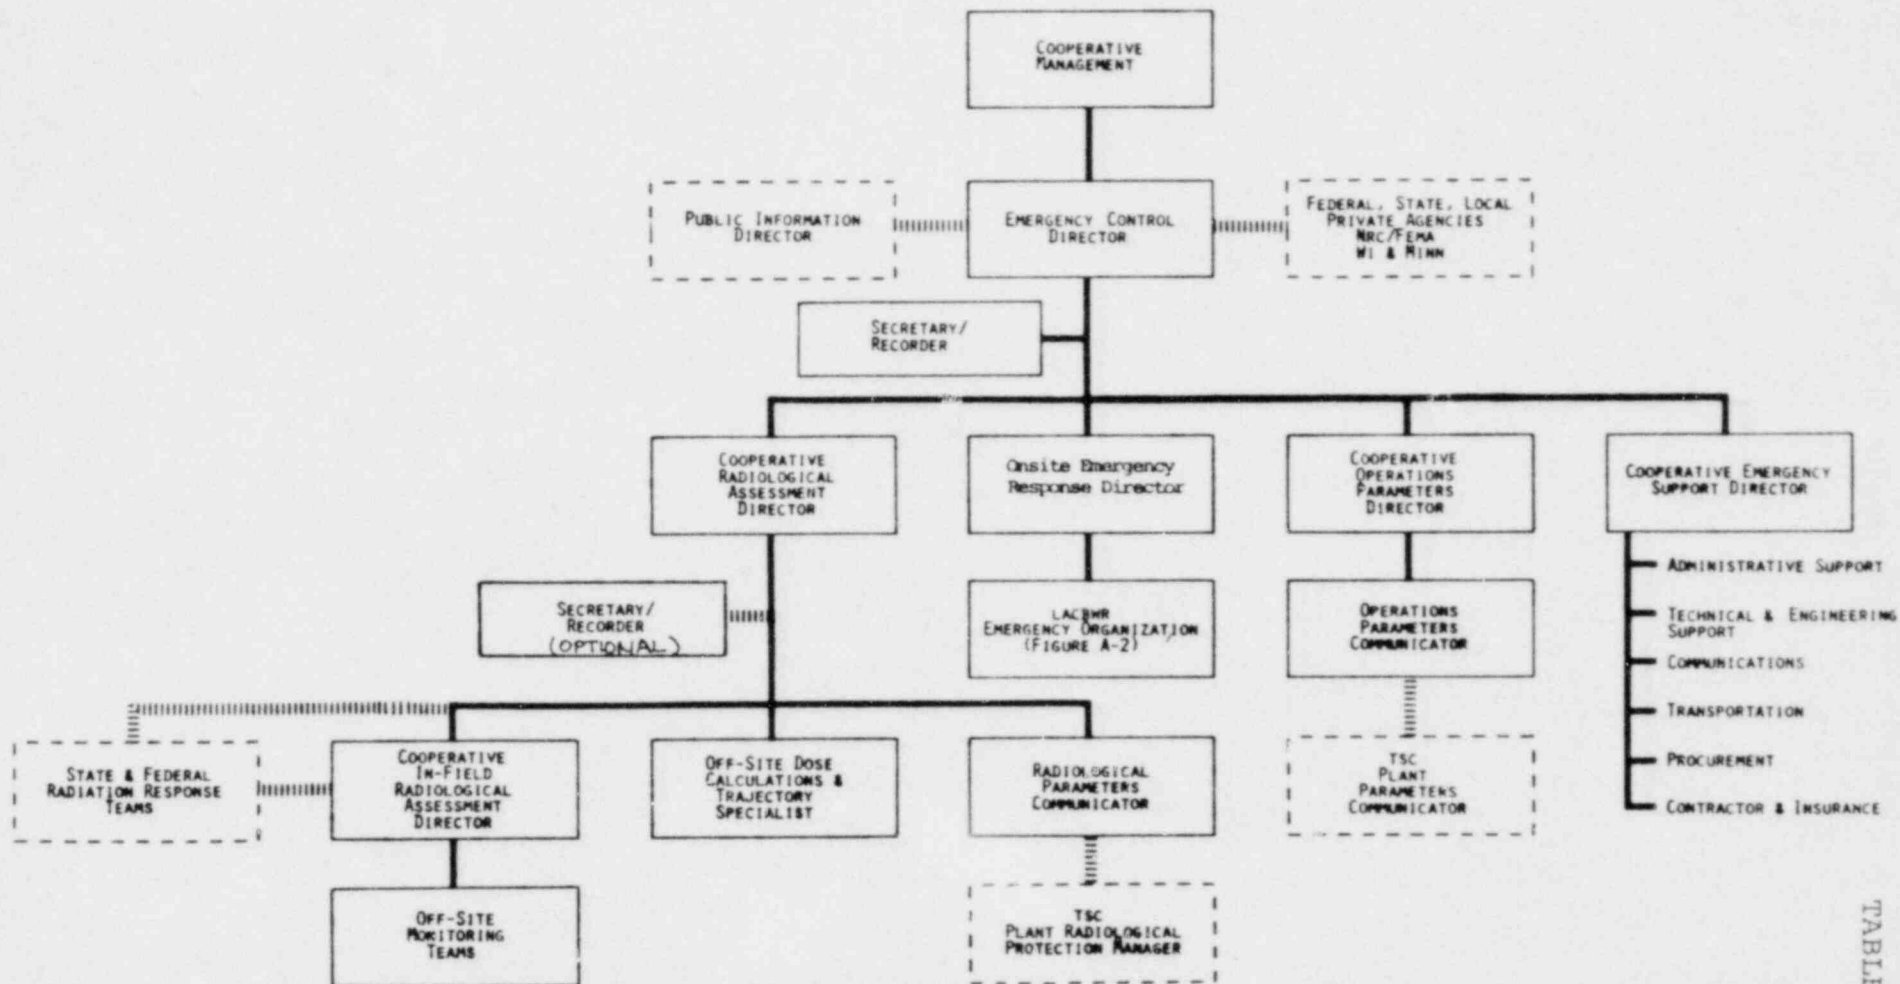 COOPERATIVE
MANAGEMENT
PUBLIC INFORMATION
DIRECTOR
EMERGENCY CONTROL
DIRECTOR
FEDERAL, STATE, LOCAL
PRIVATE AGENCIES
NRC/FEMA
WI & MINN
SECRETARY/
RECORDER
COOPERATIVE
RADIOLOGICAL
ASSESSMENT
DIRECTOR
Onsite Emergency
Response Director
COOPERATIVE
OPERATIONS
PARAMETERS
DIRECTOR
COOPERATIVE EMERGENCY
SUPPORT DIRECTOR
ADMINISTRATIVE SUPPORT
TECHNICAL & ENGINEERING
SUPPORT
COMMUNICATIONS
TRANSPORTATION
PROCUREMENT
CONTRACTOR & INSURANCE
SECRETARY/
RECORDER
(OPTIONAL)
LACBWR
EMERGENCY ORGANIZATION
(FIGURE A-2)
OPERATIONS
PARAMETERS
COMMUNICATOR
STATE & FEDERAL
RADIATION RESPONSE
TEAMS
COOPERATIVE
IN-FIELD
RADIOLOGICAL
ASSESSMENT
DIRECTOR
OFF-SITE DOSE
CALCULATIONS &
TRAJECTORY
SPECIALIST
RADIOLOGICAL
PARAMETERS
COMMUNICATOR
TSC
PLANT
PARAMETERS
COMMUNICATOR
OFF-SITE
MONITORING
TEAMS
TSC
PLANT RADIOLOGICAL
PROTECTION MANAGER